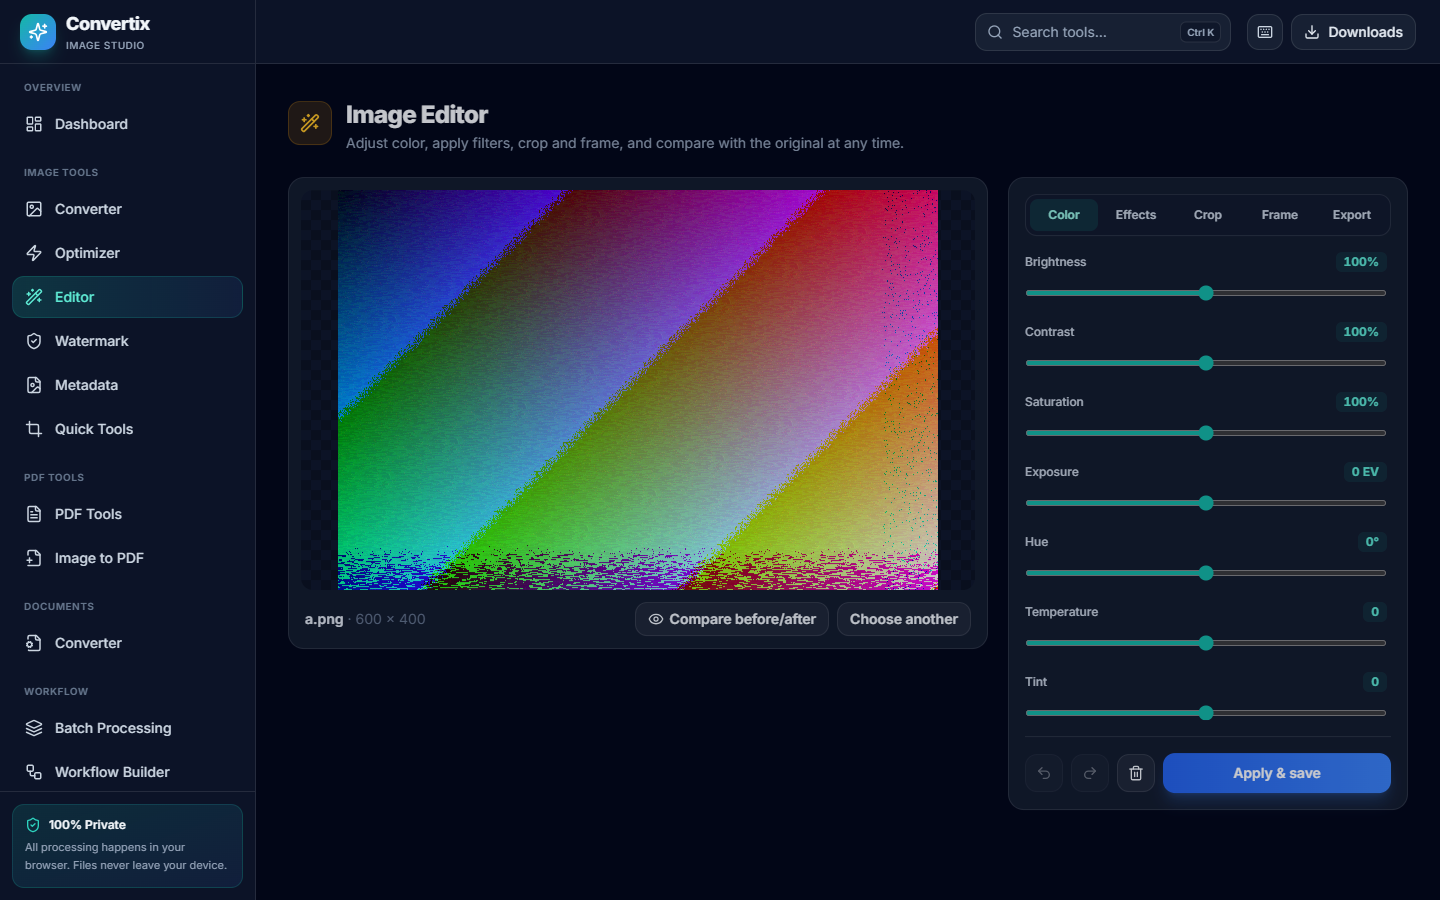 Convertix
IMAGE STUDIO
Search tools...
Ctrl K
Downloads
OVERVIEW
Dashboard
IMAGE TOOLS
Converter
Optimizer
Editor
Watermark
Metadata
Quick Tools
PDF TOOLS
PDF Tools
Image to PDF
DOCUMENTS
Converter
WORKFLOW
Batch Processing
Workflow Builder
100% Private
All processing happens in your
browser. Files never leave your device.
Image Editor
Adjust color, apply filters, crop and frame, and compare with the original at any time.
a.png · 600 × 400
Compare before/after
Choose another
Color
Effects
Crop
Frame
Export
Brightness
100%
Contrast
100%
Saturation
100%
Exposure
0 EV
Hue
0°
Temperature
0
Tint
0
Apply & save